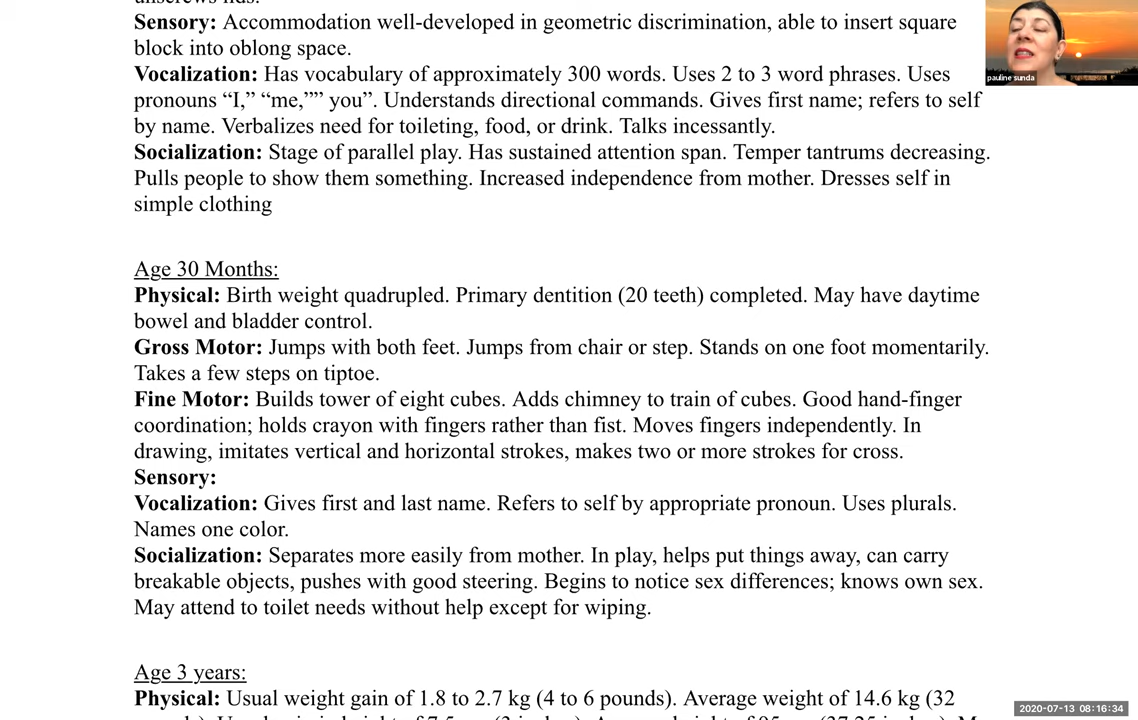 unscrews lids.
Sensory: Accommodation well-developed in geometric discrimination, able to insert square
block into oblong space.
Vocalization: Has vocabulary of approximately 300 words. Uses 2 to 3 word phrases. Uses
pronouns “I,” “me,”” you”. Understands directional commands. Gives first name; refers to self
by name. Verbalizes need for toileting, food, or drink. Talks incessantly.
Socialization: Stage of parallel play. Has sustained attention span. Temper tantrums decreasing.
Pulls people to show them something. Increased independence from mother. Dresses self in
simple clothing
Age 30 Months:
Physical: Birth weight quadrupled. Primary dentition (20 teeth) completed. May have daytime
bowel and bladder control.
Gross Motor: Jumps with both feet. Jumps from chair or step. Stands on one foot momentarily.
Takes a few steps on tiptoe.
Fine Motor: Builds tower of eight cubes. Adds chimney to train of cubes. Good hand-finger
coordination; holds crayon with fingers rather than fist. Moves fingers independently. In
drawing, imitates vertical and horizontal strokes, makes two or more strokes for cross.
Sensory:
Vocalization: Gives first and last name. Refers to self by appropriate pronoun. Uses plurals.
Names one color.
Socialization: Separates more easily from mother. In play, helps put things away, can carry
breakable objects, pushes with good steering. Begins to notice sex differences; knows own sex.
May attend to toilet needs without help except for wiping.
Age 3 years:
Physical: Usual weight gain of 1.8 to 2.7 kg (4 to 6 pounds). Average weight of 14.6 kg (32
pauline sunda
2020-07-13 08:16:34